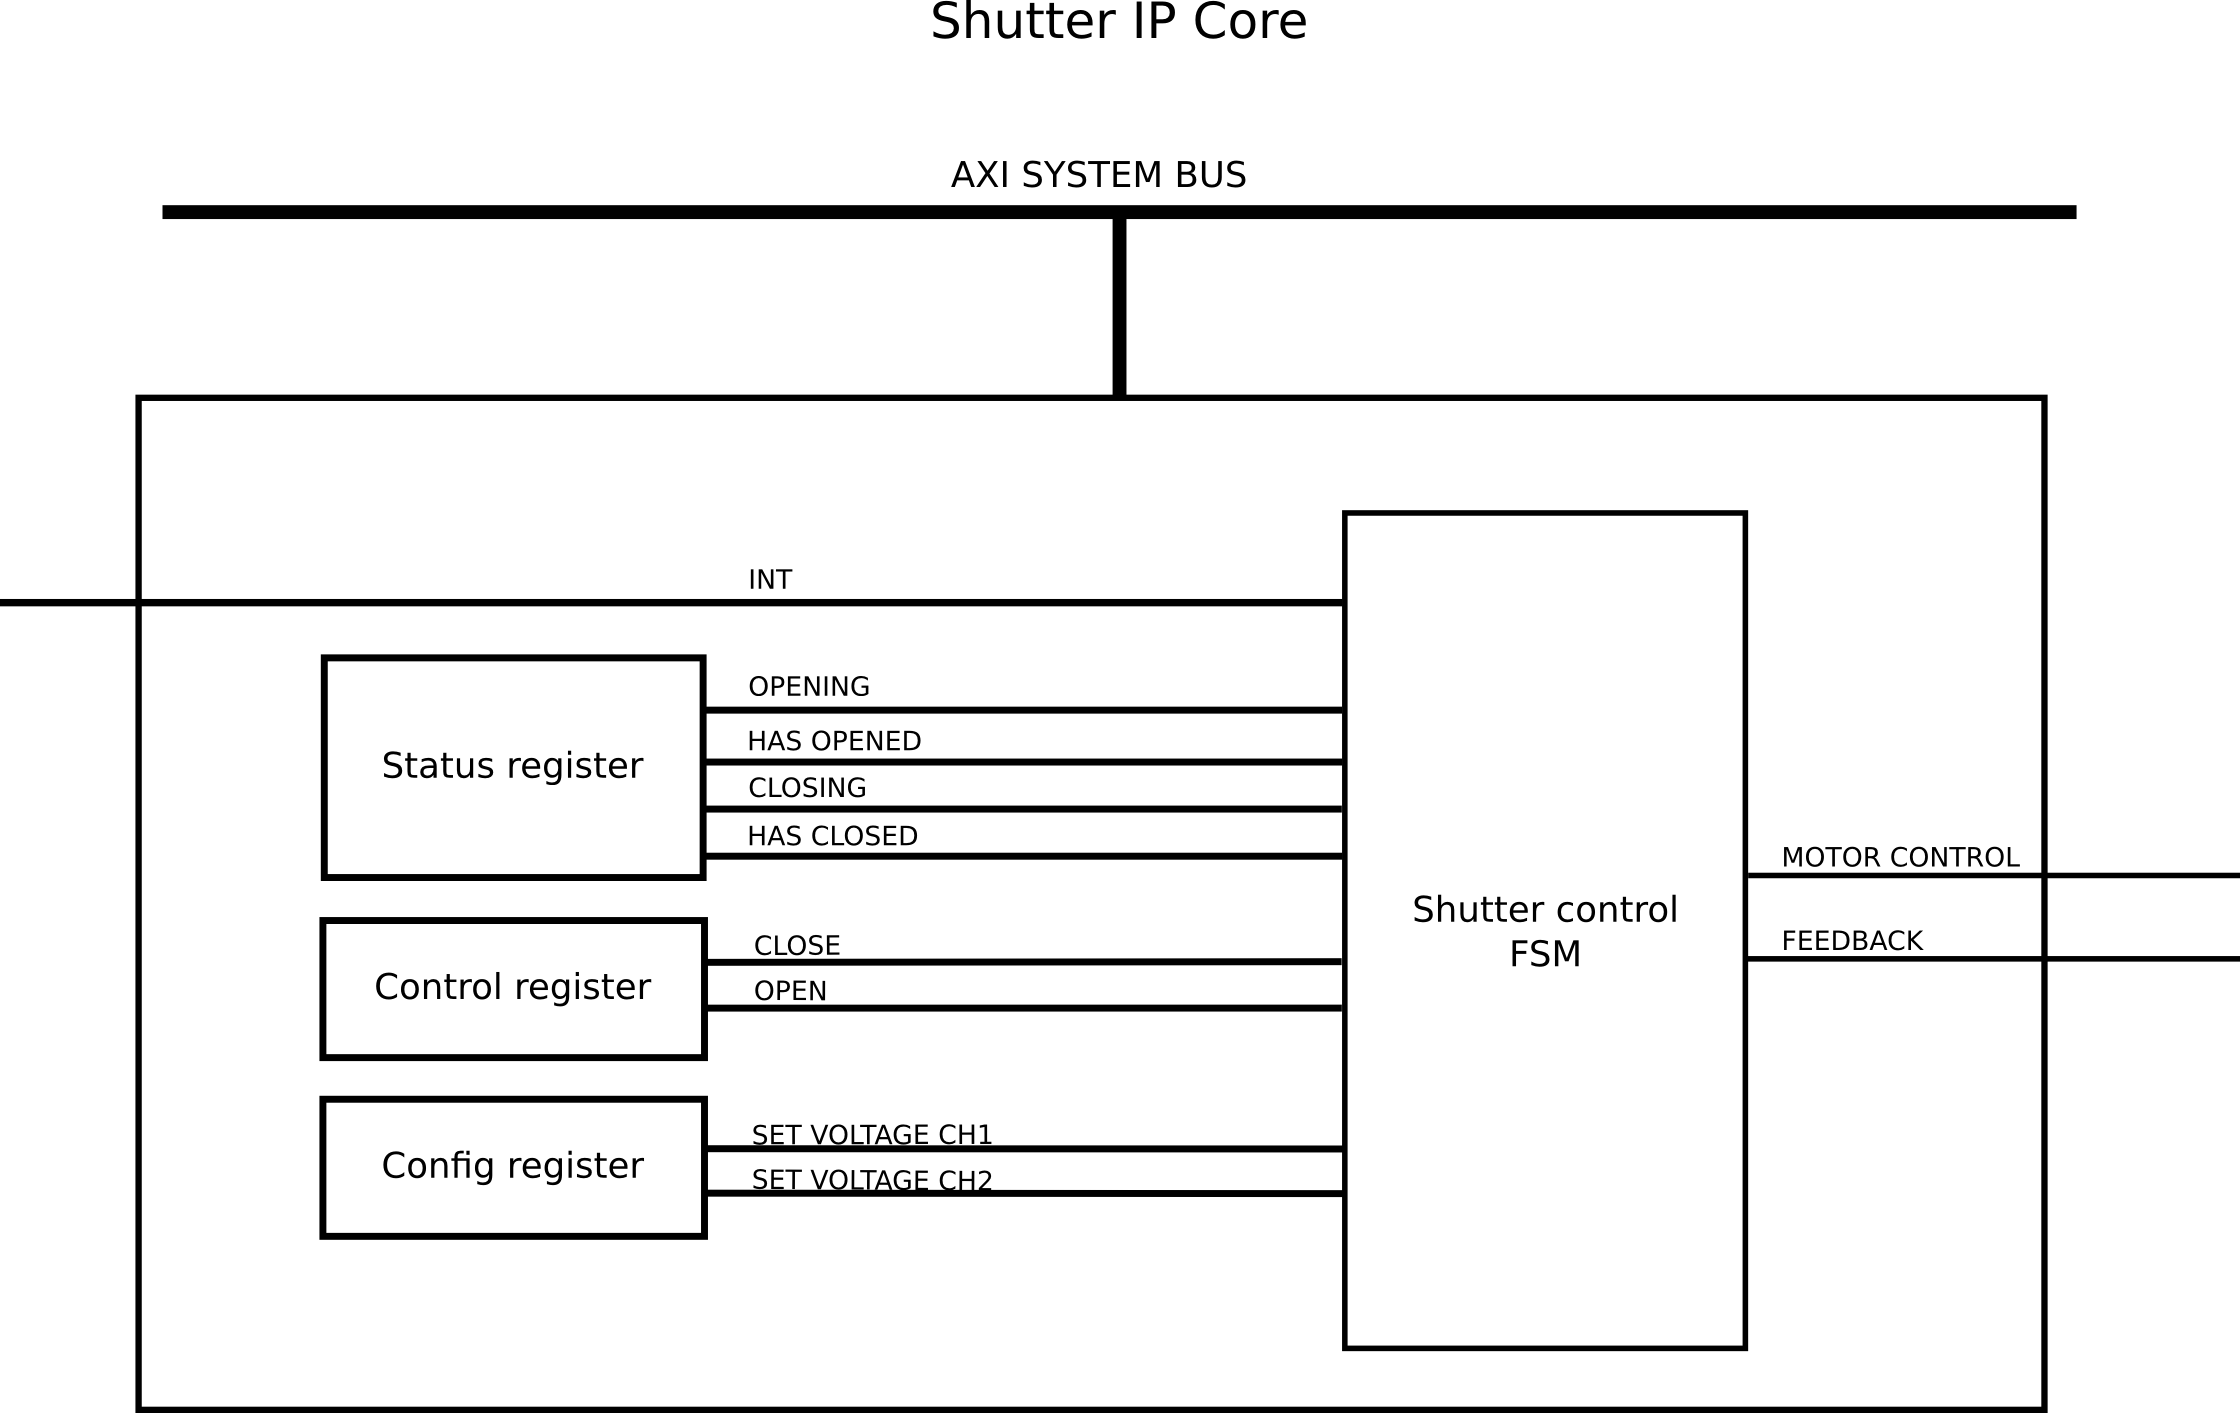 Shutter IP Core
AXI SYSTEM BUS
INT
OPENING
HAS OPENED
Status register
CLOSING
HAS CLOSED
MOTOR CONTROL
Shutter control
FSM
FEEDBACK
CLOSE
Control register
OPEN
SET VOLTAGE CH1
Config register
SET VOLTAGE CH2